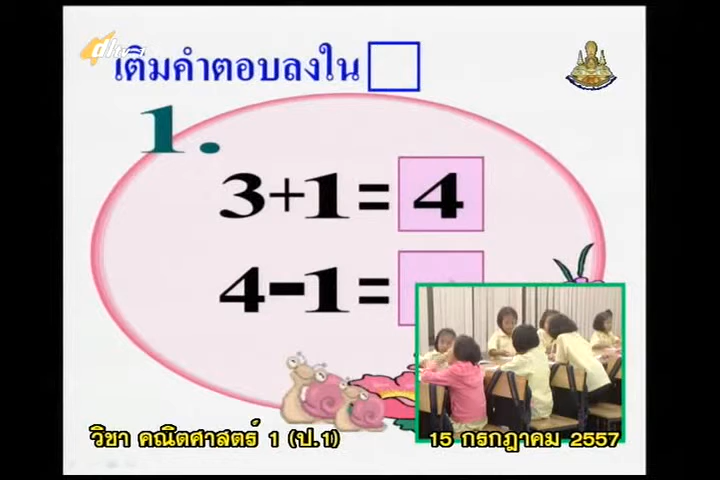 dltv 1
เติมคำตอบลงใน
1.
3+1= 4
4-1=
วิชา คณิตศาสตร์ 1 (ป.1)
15 กรกฎาคม 2557